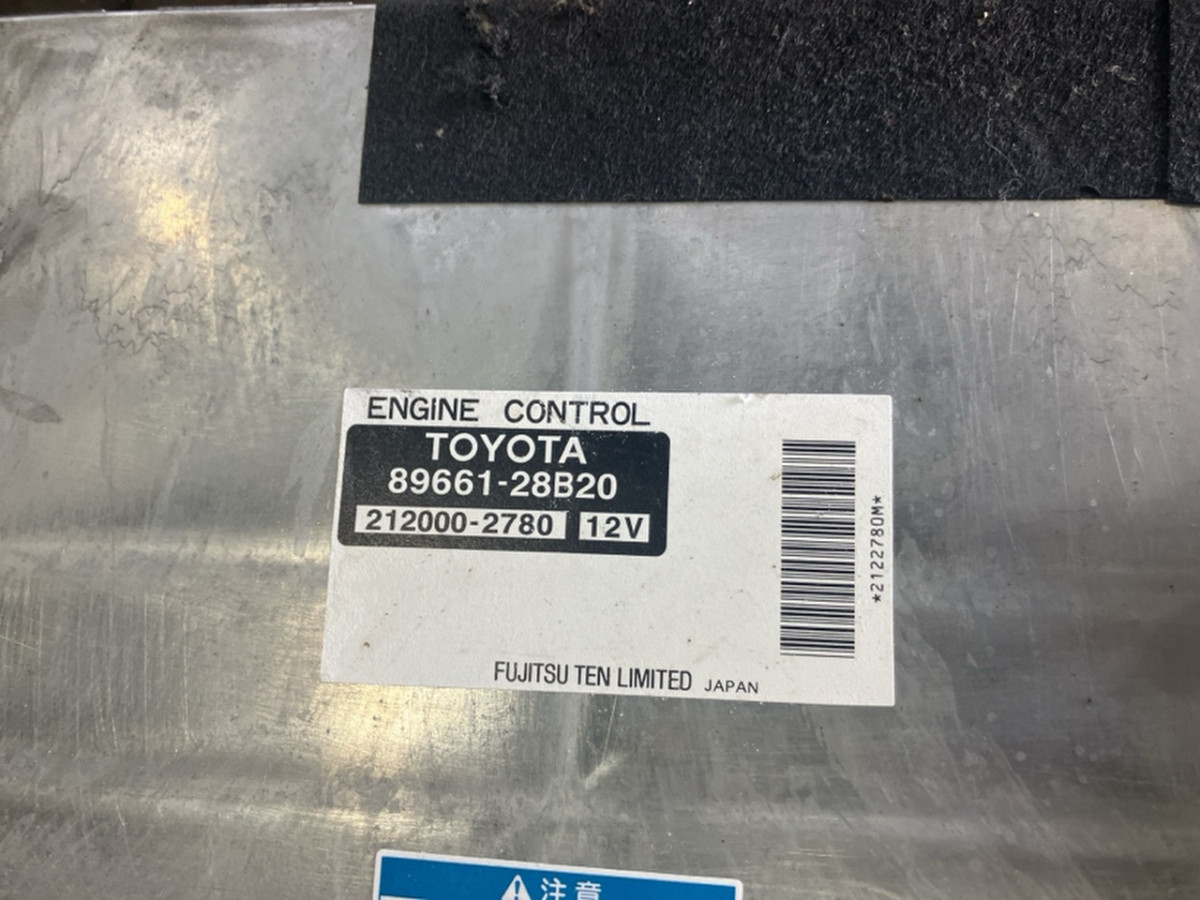 ENGINE CONTROL
TOYOTA
89661-28B20
212000-2780 12V
*2122780M*
FUJITSU TEN LIMITED JAPAN
注意